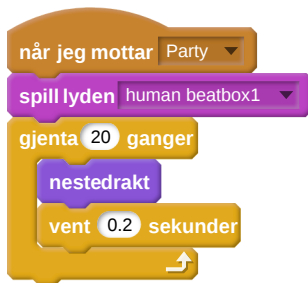 når jeg mottar Party
spill lyden human beatbox1
gjenta 20 ganger
nestedrakt
vent 0.2 sekunder